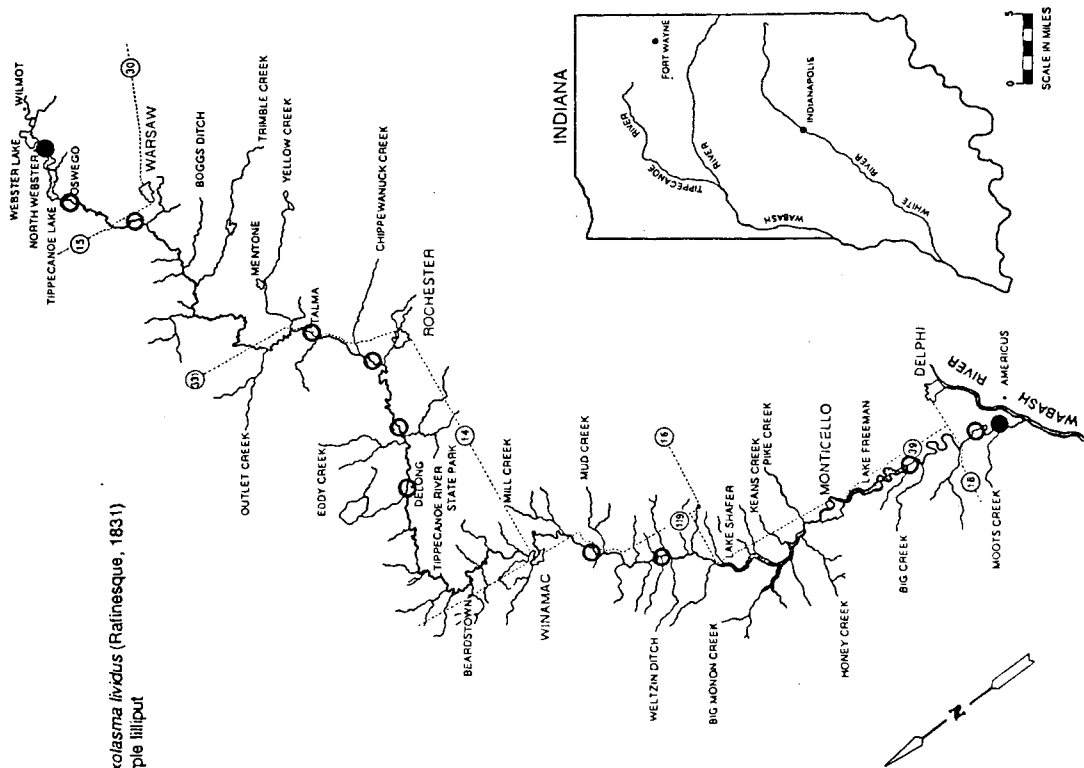 xolasma lividus (Rafinesque, 1831)
ple lilliput
WEBSTER LAKE
WILMOT
NORTH WEBSTER
OSWEGO
TIPPECANOE LAKE
30
15
WARSAW
BOGGS DITCH
TRIMBLE CREEK
YELLOW CREEK
MENTONE
TALMA
331
CHIPPEWANUCK CREEK
ROCHESTER
OUTLET CREEK
EDDY CREEK
DELONG
TIPPECANOE RIVER
STATE PARK
14
MILL CREEK
BEARDSTOWN
WINAMAC
MUD CREEK
16
119
WELTZIN DITCH
LAKE SHAFER
KEANS CREEK
PIKE CREEK
BIG MONON CREEK
HONEY CREEK
MONTICELLO
LAKE FREEMAN
39
BIG CREEK
DELPHI
18
MOOTS CREEK
AMERICUS
WABASH RIVER
N
INDIANA
FORT WAYNE
TIPPECANOE RIVER
WABASH RIVER
INDIANAPOLIS
WHITE RIVER
0 5
SCALE IN MILES